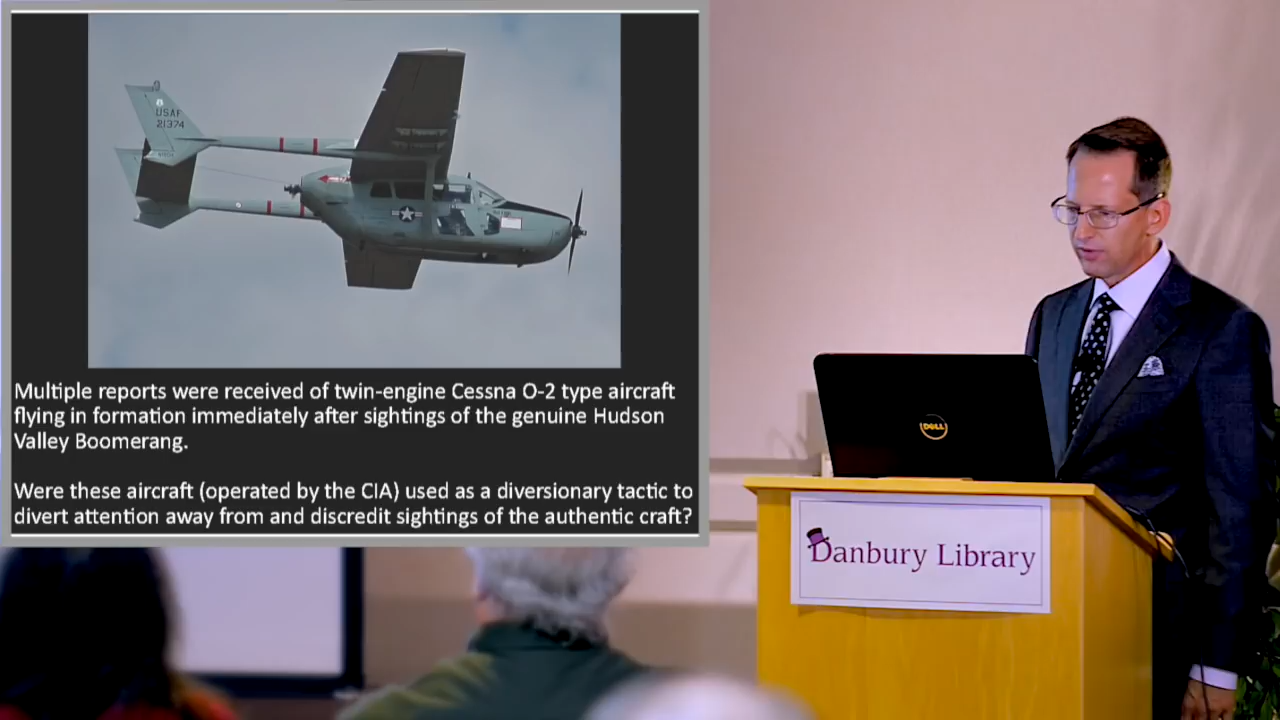 USAF
21374
Multiple reports were received of twin-engine Cessna O-2 type aircraft
flying in formation immediately after sightings of the genuine Hudson
Valley Boomerang.
Were these aircraft (operated by the CIA) used as a diversionary tactic to
divert attention away from and discredit sightings of the authentic craft?
DELL
Danbury Library